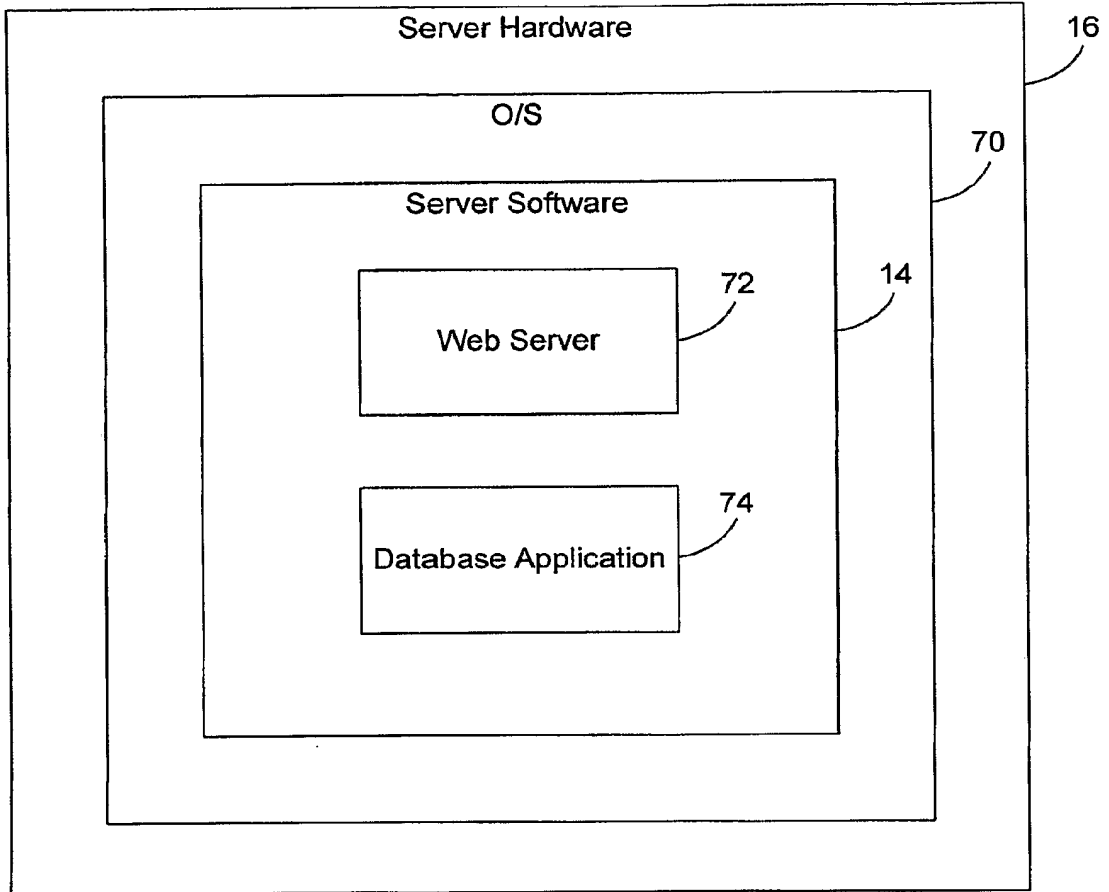 Server Hardware
16
O/S
70
Server Software
14
72
Web Server
74
Database Application